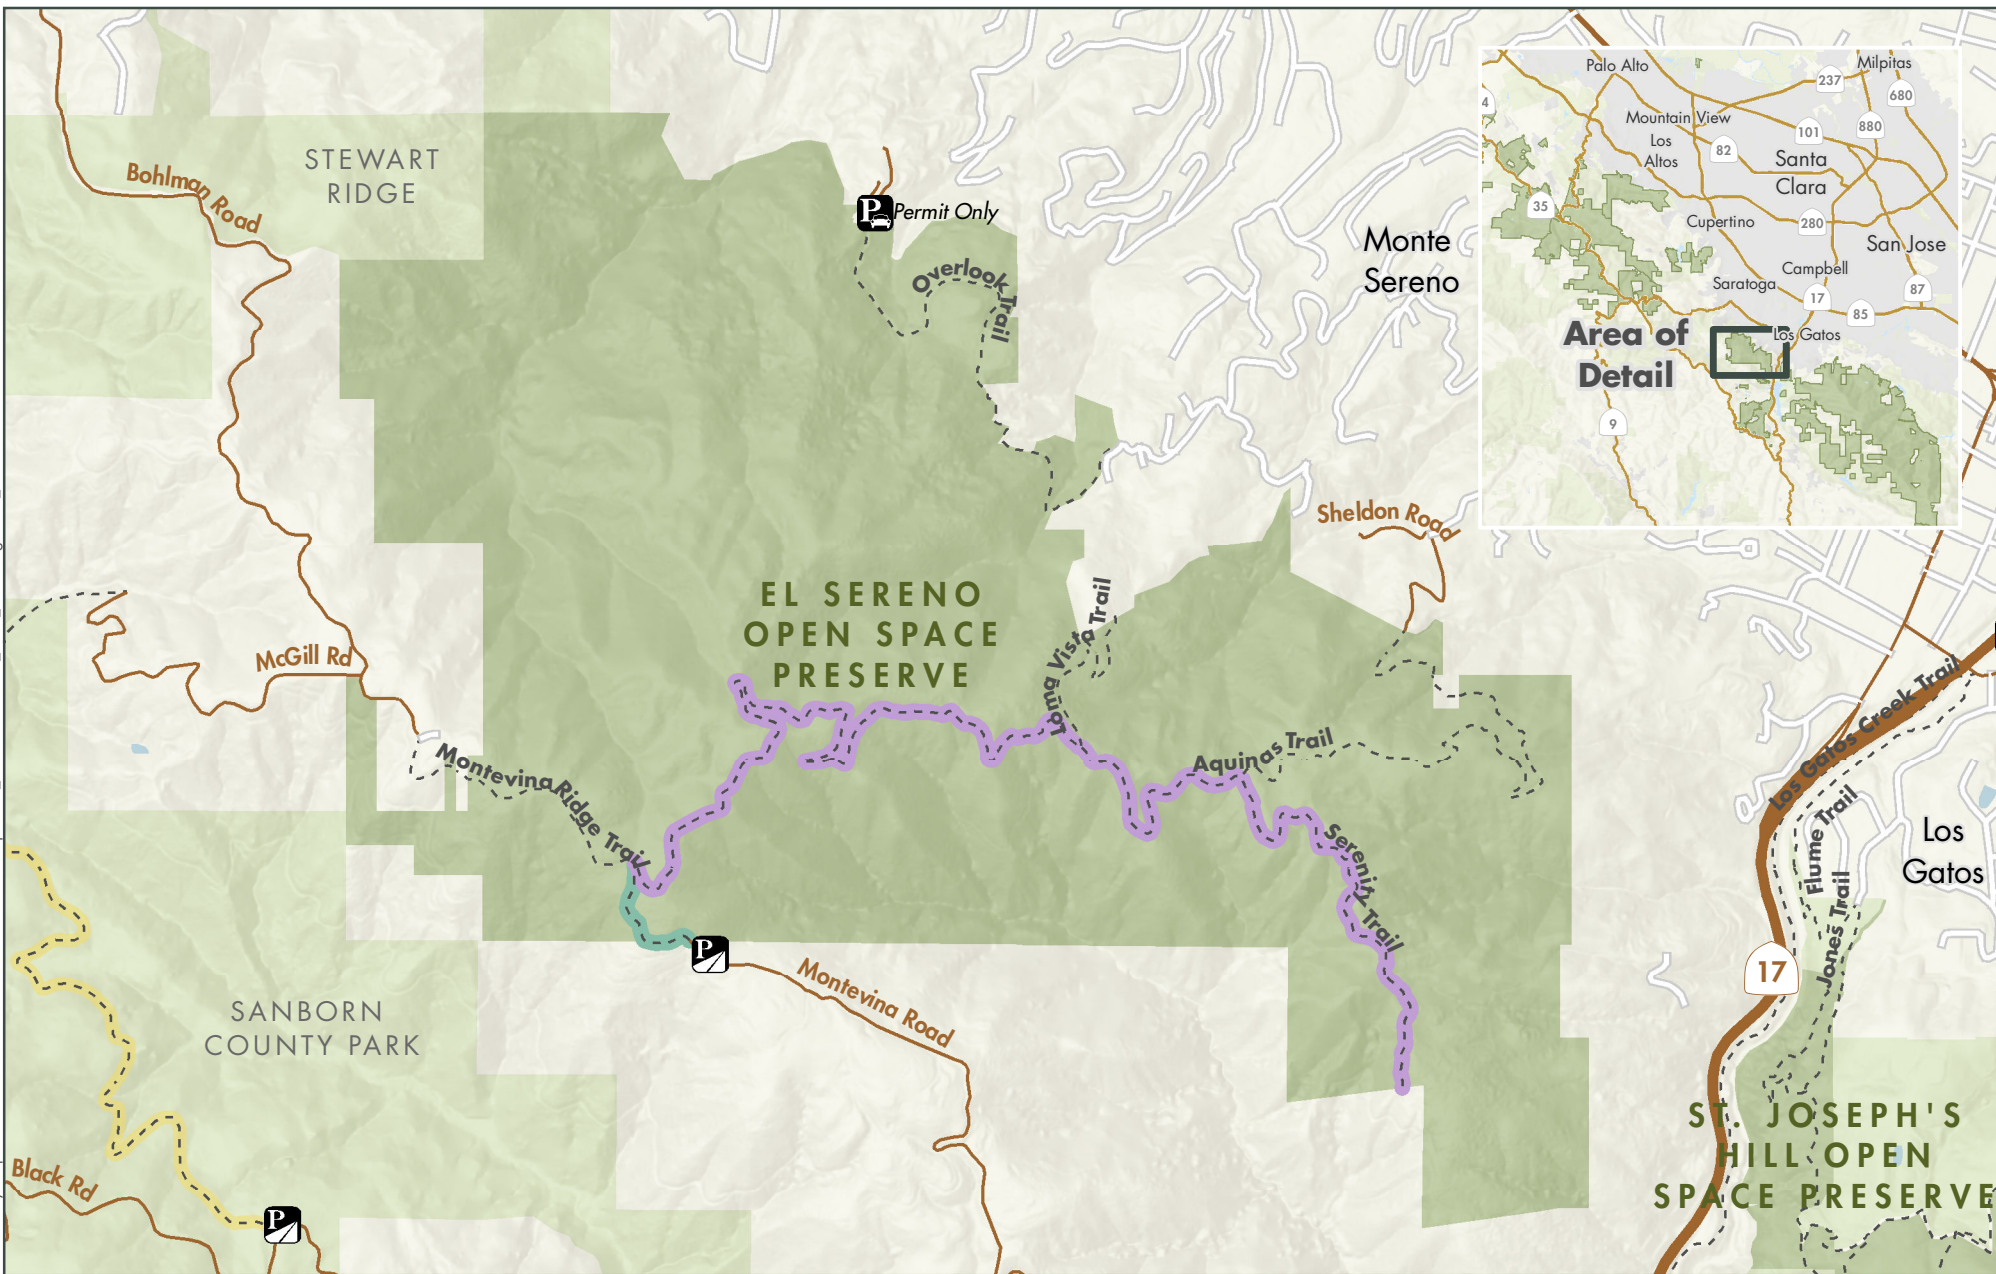 STEWART
RIDGE
Bohlman Road
P
Permit Only
Overlook Trail
Monte
Sereno
Palo Alto
Milpitas
237
680
4
Mountain View
101
880
Los
Altos
82
Santa
Clara
35
Cupertino
280
San Jose
Campbell
Saratoga
17
87
85
Los Gatos
Area of
Detail
9
Sheldon Road
EL SERENO
OPEN SPACE
PRESERVE
Loma Vista Trail
McGill Rd
Montevina Ridge Trail
Aquinas Trail
Serenity Trail
Los Gatos Creek Trail
Flume Trail
Jones Trail
Los
Gatos
P
17
Montevina Road
SANBORN
COUNTY PARK
Black Rd
P
ST. JOSEPH'S
HILL OPEN
SPACE PRESERVE